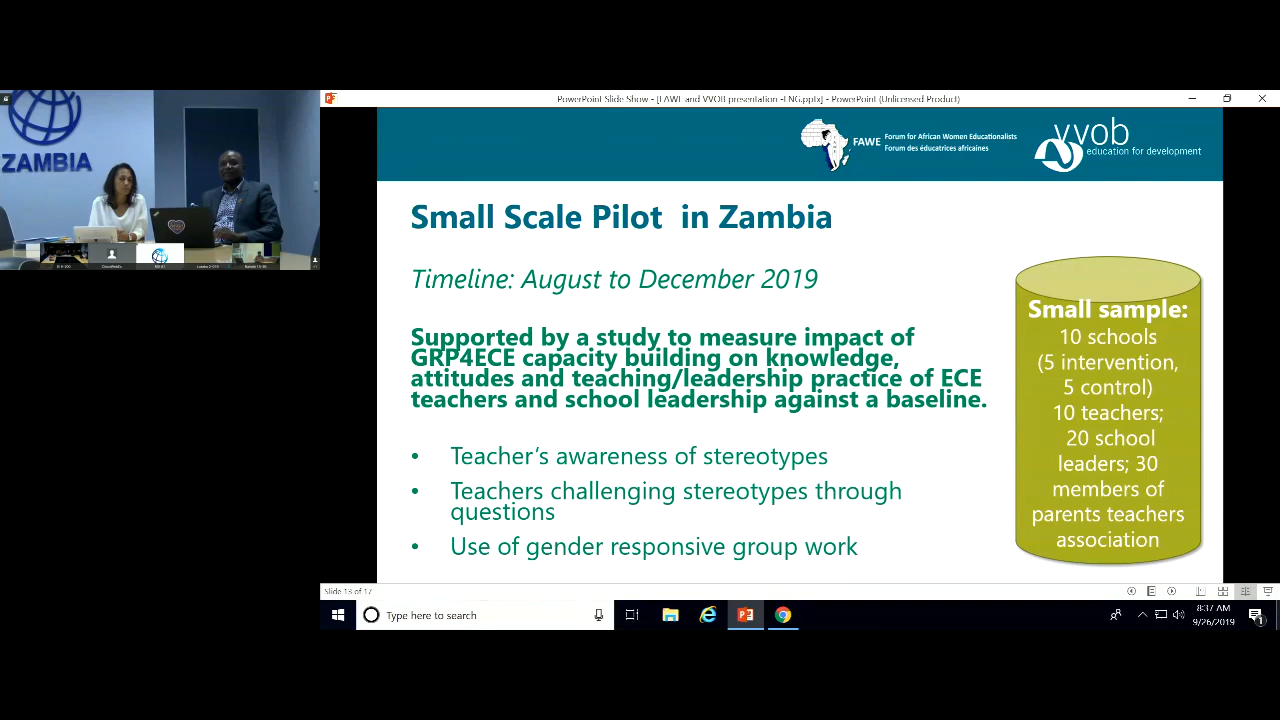 ZAMBIA
PowerPoint Slide Show - [FAWE and VVOB presentation -ENG.pptx] - PowerPoint (Unlicensed Product)
FAWE
Forum for African Women Educationalists
Forum des éducatrices africaines
vvob
education for development
Small Scale Pilot in Zambia
Timeline: August to December 2019
Supported by a study to measure impact of
GRP4ECE capacity building on knowledge,
attitudes and teaching/leadership practice of ECE
teachers and school leadership against a baseline.
• Teacher's awareness of stereotypes
• Teachers challenging stereotypes through
questions
• Use of gender responsive group work
Small sample:
10 schools
(5 intervention,
5 control)
10 teachers;
20 school
leaders; 30
members of
parents teachers
association
Slide 13 of 17
Type here to search
8:37 AM
9/26/2019